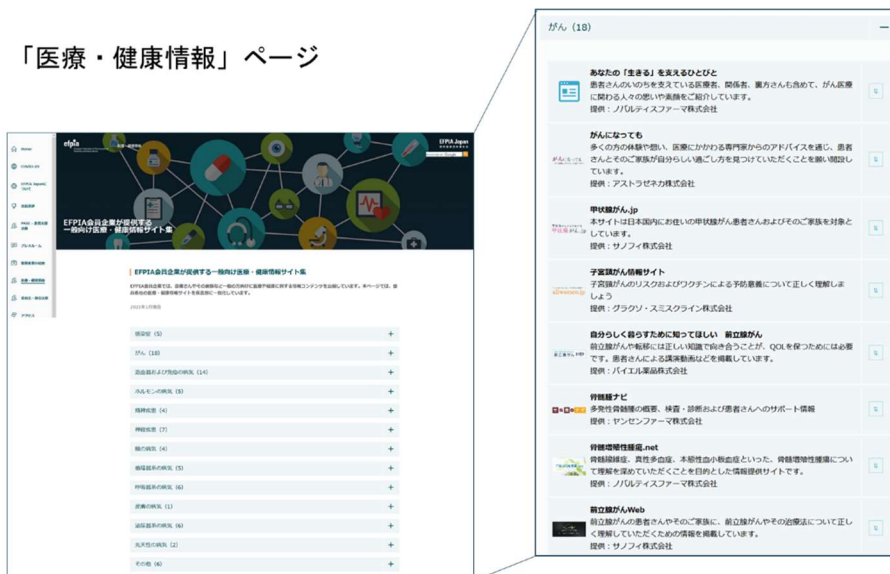 「医療・健康情報」ページ
Home
efpia
EFPIA Japan
EFPIA会員企業が提供する
一般向け医療・健康情報サイト集
EFPIA会員企業が提供する一般向け医療・健康情報サイト集
感染症（5）
がん（18）
造血器および免疫の病気（14）
ホルモンの病気（5）
精神疾患（4）
神経疾患（7）
眼の病気（4）
循環器系の病気（5）
呼吸器系の病気（6）
皮膚の病気（1）
泌尿器系の病気（6）
先天性の病気（2）
その他（6）
がん（18）
あなたの「生きる」を支えるひとびと
患者さんのいのちを支えている医療者、関係者、裏方さんも含めて、がん医療
に関わる人々の思いや素顔をご紹介しています。
提供：ノバルティスファーマ株式会社
がんになっても
多くの方の体験や想い、医療にかかわる専門家からのアドバイスを通じ、患者
さんとそのご家族が自分らしい過ごし方を見つけていただくことを願い開設し
ています。
提供：アストラゼネカ株式会社
甲状腺がん.jp
本サイトは日本国内にお住いの甲状腺がん患者さんおよびそのご家族を対象と
しています。
提供：サノフィ株式会社
子宮頸がん情報サイト
子宮頸がんのリスクおよびワクチンによる予防意義について正しく理解しま
しょう
提供：グラクソ・スミスクライン株式会社
自分らしく暮らすために知ってほしい 前立腺がん
前立腺がんや転移には正しい知識で向き合うことが、QOLを保つためには必要
です。患者さんによる講演動画などを掲載しています。
提供：バイエル薬品株式会社
骨髄腫ナビ
多発性骨髄腫の概要、検査・診断および患者さんへのサポート情報
提供：ヤンセンファーマ株式会社
骨髄増殖性腫瘍.net
骨髄線維症、真性多血症、本態性血小板血症といった、骨髄増殖性腫瘍につい
て理解を深めていただくことを目的とした情報提供サイトです。
提供：ノバルティスファーマ株式会社
前立腺がんWeb
前立腺がんの患者さんやそのご家族に、前立腺がんやその治療法について正し
く理解していただくための情報を掲載しています。
提供：サノフィ株式会社